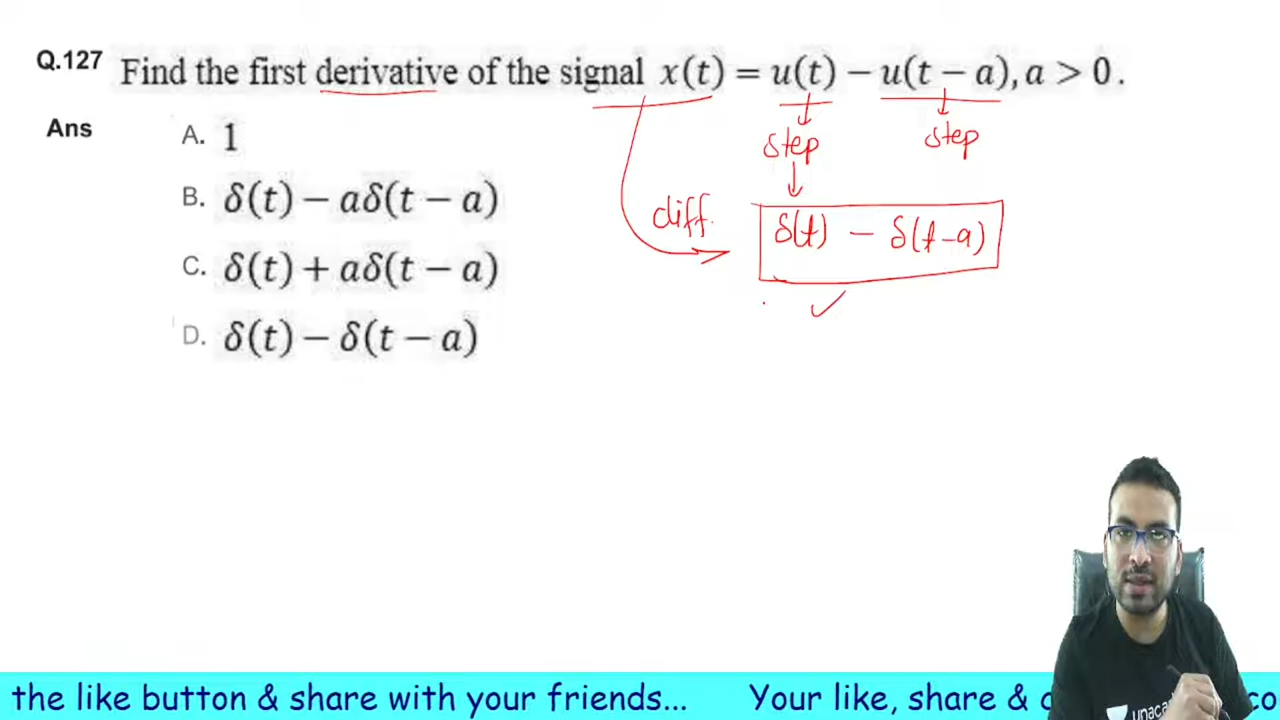 Q.127 Find the first derivative of the signal x(t) = u(t) − u(t − a), a > 0.
Ans
step step
A. 1
B. δ(t) − aδ(t − a)
diff. δ(t) − δ(t−a)
C. δ(t) + aδ(t − a)
D. δ(t) − δ(t − a)
the like button & share with your friends... Your like, share &